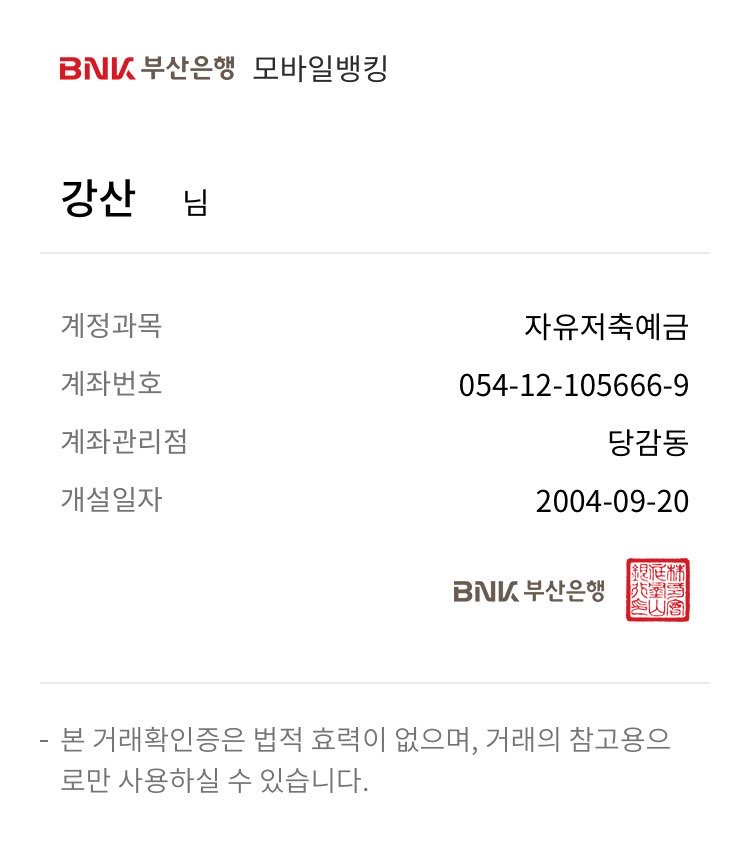 BNK 부산은행 모바일뱅킹
강산 님
계정과목 자유저축예금
계좌번호 054-12-105666-9
계좌관리점 당감동
개설일자 2004-09-20
BNK 부산은행
- 본 거래확인증은 법적 효력이 없으며, 거래의 참고용으
로만 사용하실 수 있습니다.